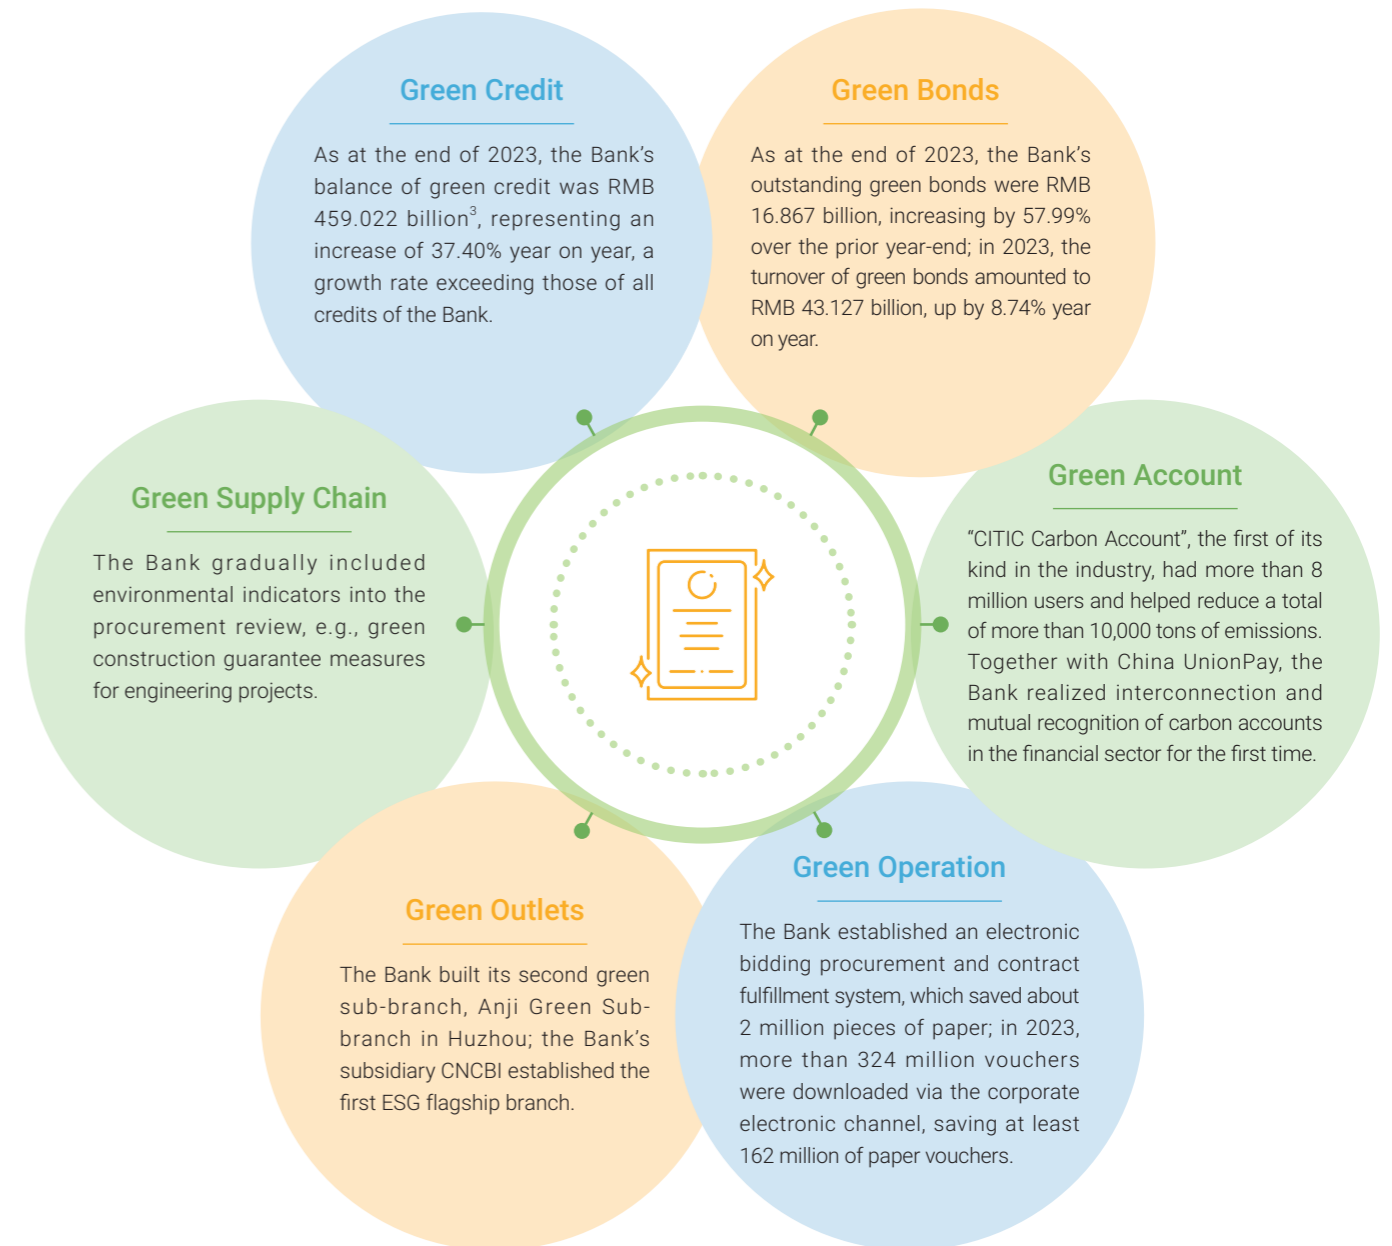 Green Credit
As at the end of 2023, the Bank’s
balance of green credit was RMB
459.022 billion3, representing an
increase of 37.40% year on year, a
growth rate exceeding those of all
credits of the Bank.
Green Bonds
As at the end of 2023, the Bank’s
outstanding green bonds were RMB
16.867 billion, increasing by 57.99%
over the prior year-end; in 2023, the
turnover of green bonds amounted to
RMB 43.127 billion, up by 8.74% year
on year.
Green Supply Chain
The Bank gradually included
environmental indicators into the
procurement review, e.g., green
construction guarantee measures
for engineering projects.
Green Account
“CITIC Carbon Account”, the first of its
kind in the industry, had more than 8
million users and helped reduce a total
of more than 10,000 tons of emissions.
Together with China UnionPay, the
Bank realized interconnection and
mutual recognition of carbon accounts
in the financial sector for the first time.
Green Outlets
The Bank built its second green
sub-branch, Anji Green Sub-
branch in Huzhou; the Bank’s
subsidiary CNCBI established the
first ESG flagship branch.
Green Operation
The Bank established an electronic
bidding procurement and contract
fulfillment system, which saved about
2 million pieces of paper; in 2023,
more than 324 million vouchers
were downloaded via the corporate
electronic channel, saving at least
162 million of paper vouchers.